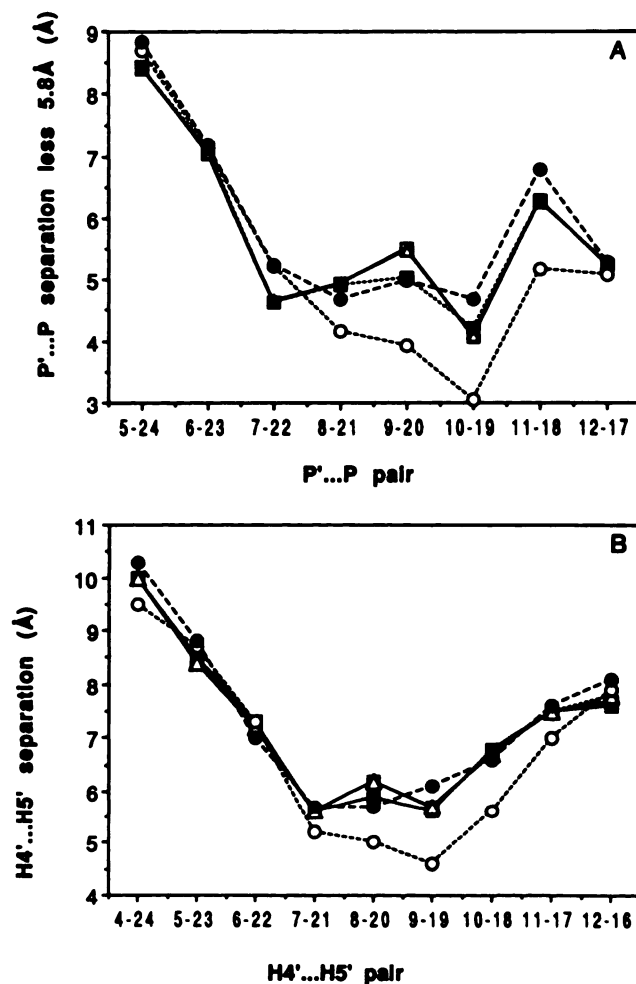 A
P'...P separation less 5.8Å (Å)
9
8
7
6
5
4
3
5-24 6-23 7-22 8-21 9-20 10-19 11-18 12-17
P'...P pair
B
H4'...H5' separation (Å)
11
10
9
8
7
6
5
4
4-24 5-23 6-22 7-21 8-20 9-19 10-18 11-17 12-16
H4'...H5' pair